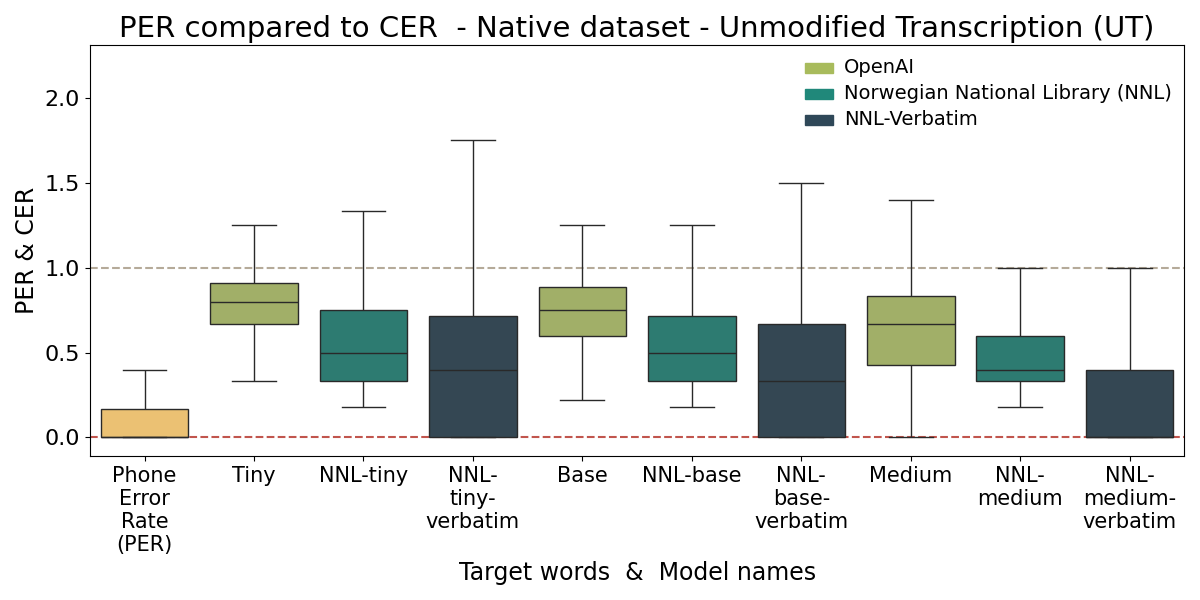 PER compared to CER  - Native dataset - Unmodified Transcription (UT)
OpenAI
Norwegian National Library (NNL)
NNL-Verbatim
PER & CER
2.0
1.5
1.0
0.5
0.0
Phone
Error
Rate
(PER)
Tiny
NNL-tiny
NNL-
tiny-
verbatim
Base
NNL-base
NNL-
base-
verbatim
Medium
NNL-
medium
NNL-
medium-
verbatim
Target words  &  Model names